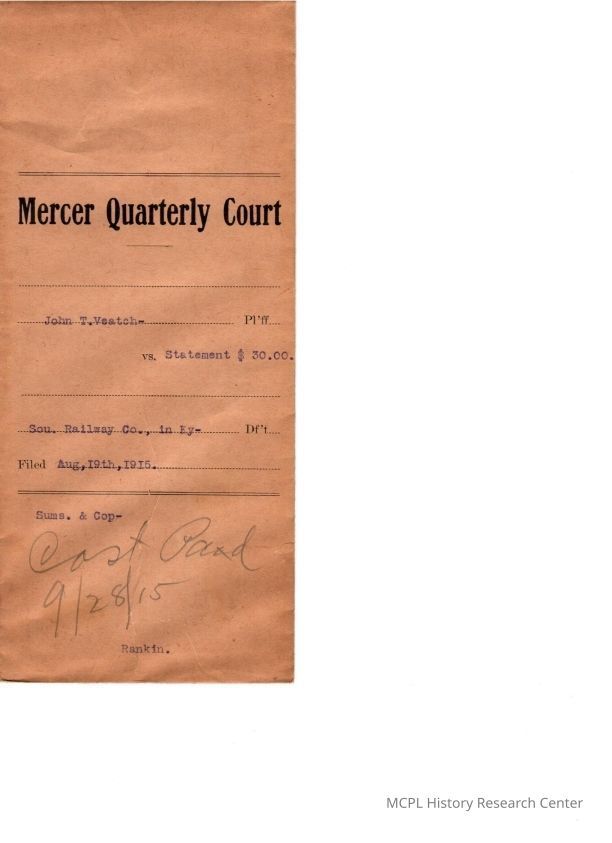 Mercer Quarterly Court
John T.Veatch- Pl'ff.
vs. Statement $ 30.00.
Sou. Railway Co., in Ky- Df't
Filed Aug,19th,1915.
Sums. & Cop-
Cost Paid
9/28/15
Rankin.
MCPL History Research Center